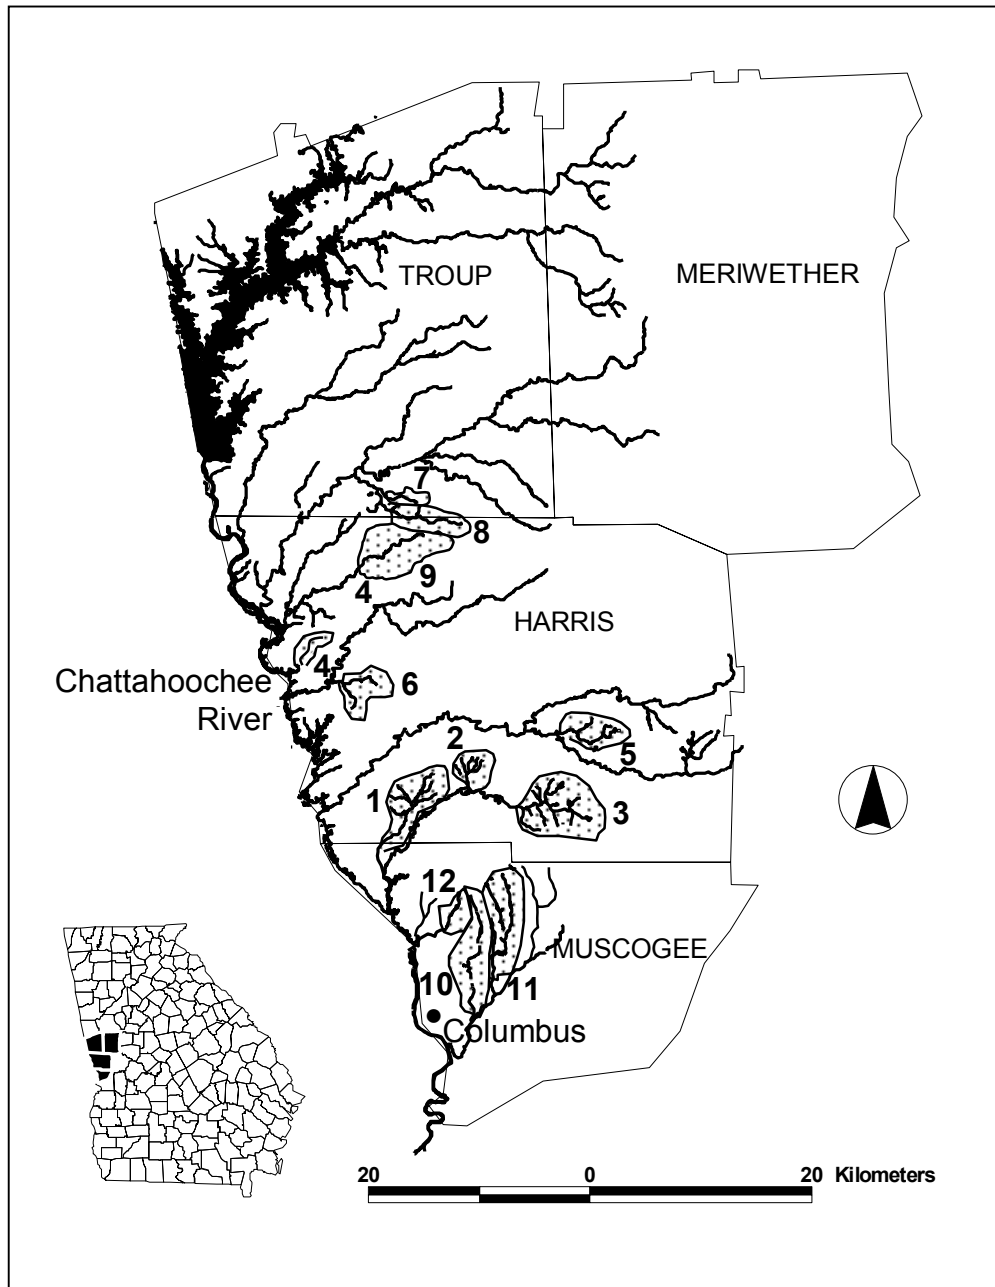 TROUP
MERIWETHER
7
8
9
4
HARRIS
4
Chattahoochee
River
6
2
5
1
3
12
MUSCOGEE
10
11
Columbus
20 0 20 Kilometers